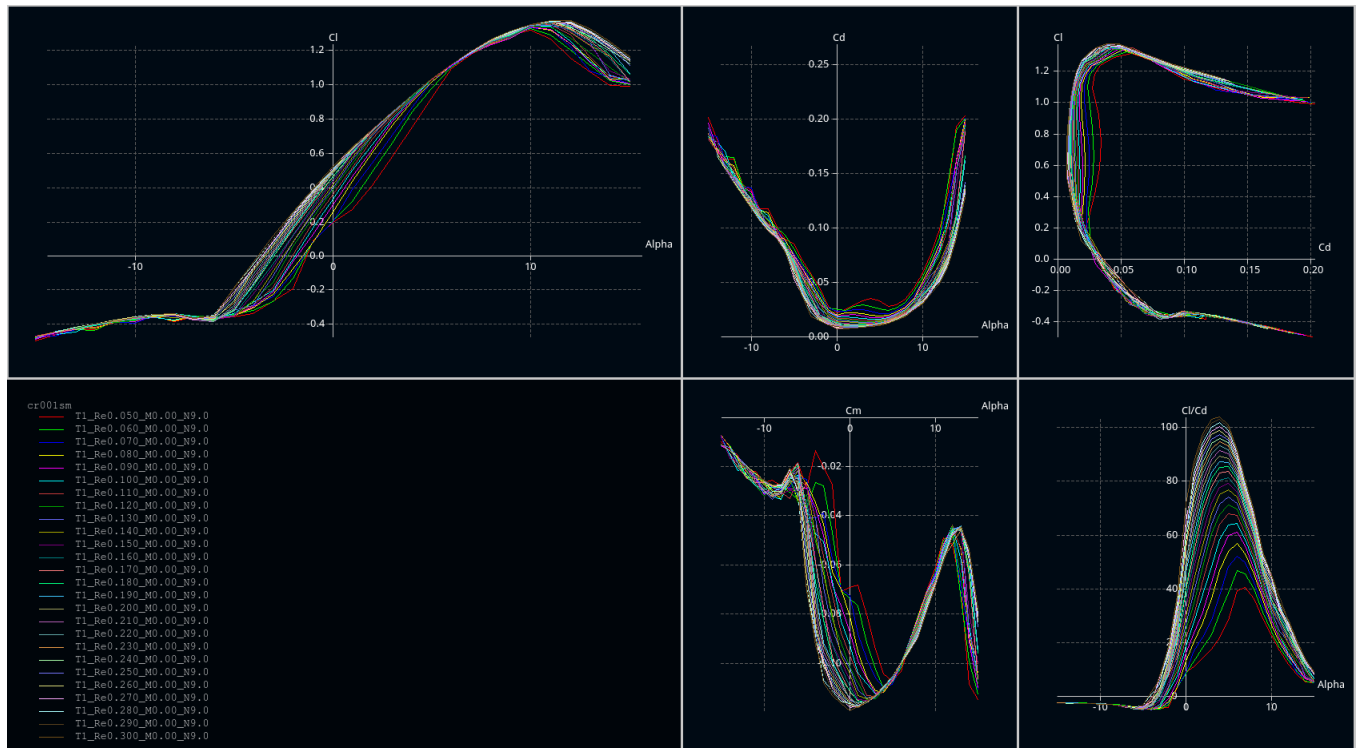 Cl
1.2
1.0
0.8
0.6
0.4
0.2
0.0
-0.2
-0.4
-10
0
10
Alpha
Cd
0.25
0.20
0.15
0.10
0.05
0.00
-10
0
10
Alpha
Cl
1.2
1.0
0.8
0.6
0.4
0.2
0.0
-0.2
-0.4
0.00
0.05
0.10
0.15
0.20
Cd
cr001sm
T1_Re0.050_M0.00_N9.0
T1_Re0.060_M0.00_N9.0
T1_Re0.070_M0.00_N9.0
T1_Re0.080_M0.00_N9.0
T1_Re0.090_M0.00_N9.0
T1_Re0.100_M0.00_N9.0
T1_Re0.110_M0.00_N9.0
T1_Re0.120_M0.00_N9.0
T1_Re0.130_M0.00_N9.0
T1_Re0.140_M0.00_N9.0
T1_Re0.150_M0.00_N9.0
T1_Re0.160_M0.00_N9.0
T1_Re0.170_M0.00_N9.0
T1_Re0.180_M0.00_N9.0
T1_Re0.190_M0.00_N9.0
T1_Re0.200_M0.00_N9.0
T1_Re0.210_M0.00_N9.0
T1_Re0.220_M0.00_N9.0
T1_Re0.230_M0.00_N9.0
T1_Re0.240_M0.00_N9.0
T1_Re0.250_M0.00_N9.0
T1_Re0.260_M0.00_N9.0
T1_Re0.270_M0.00_N9.0
T1_Re0.280_M0.00_N9.0
T1_Re0.290_M0.00_N9.0
T1_Re0.300_M0.00_N9.0
Cm
Alpha
-10
0
10
-0.02
-0.04
-0.06
-0.08
-0.10
Cl/Cd
100
80
60
40
20
0
-10
0
10
Alpha